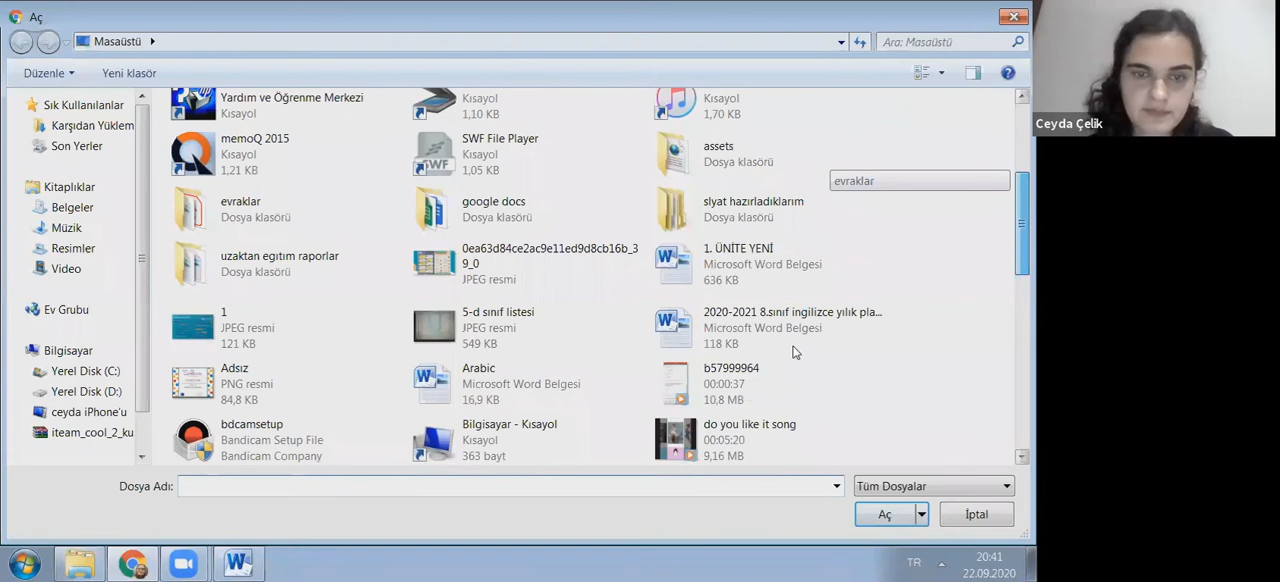 Aç
Masaüstü
Ara: Masaüstü
Düzenle
Yeni klasör
Sık Kullanılanlar
Karşıdan Yüklem
Son Yerler
Kitaplıklar
Belgeler
Müzik
Resimler
Video
Ev Grubu
Bilgisayar
Yerel Disk (C:)
Yerel Disk (D:)
ceyda iPhone'u
iteam_cool_2_ku
Yardım ve Öğrenme Merkezi
Kısayol
Kısayol
1,10 KB
Kısayol
1,70 KB
memoQ 2015
Kısayol
1,21 KB
SWF
SWF File Player
Kısayol
1,05 KB
assets
Dosya klasörü
evraklar
evraklar
Dosya klasörü
google docs
Dosya klasörü
slyat hazırladıklarım
Dosya klasörü
uzaktan egıtım raporlar
Dosya klasörü
0ea63d84ce2ac9e11ed9d8cb16b_3
9_0
JPEG resmi
1. ÜNİTE YENİ
Microsoft Word Belgesi
636 KB
1
JPEG resmi
121 KB
5-d sınıf listesi
JPEG resmi
549 KB
2020-2021 8.sınıf ingilizce yılık pla...
Microsoft Word Belgesi
118 KB
Adsız
PNG resmi
84,8 KB
Arabic
Microsoft Word Belgesi
16,9 KB
b57999964
00:00:37
10,8 MB
bdcamsetup
Bandicam Setup File
Bandicam Company
Bilgisayar - Kısayol
Kısayol
363 bayt
do you like it song
00:05:20
9,16 MB
Dosya Adı:
Tüm Dosyalar
Aç
İptal
TR
20:41
22.09.2020
Ceyda Çelik